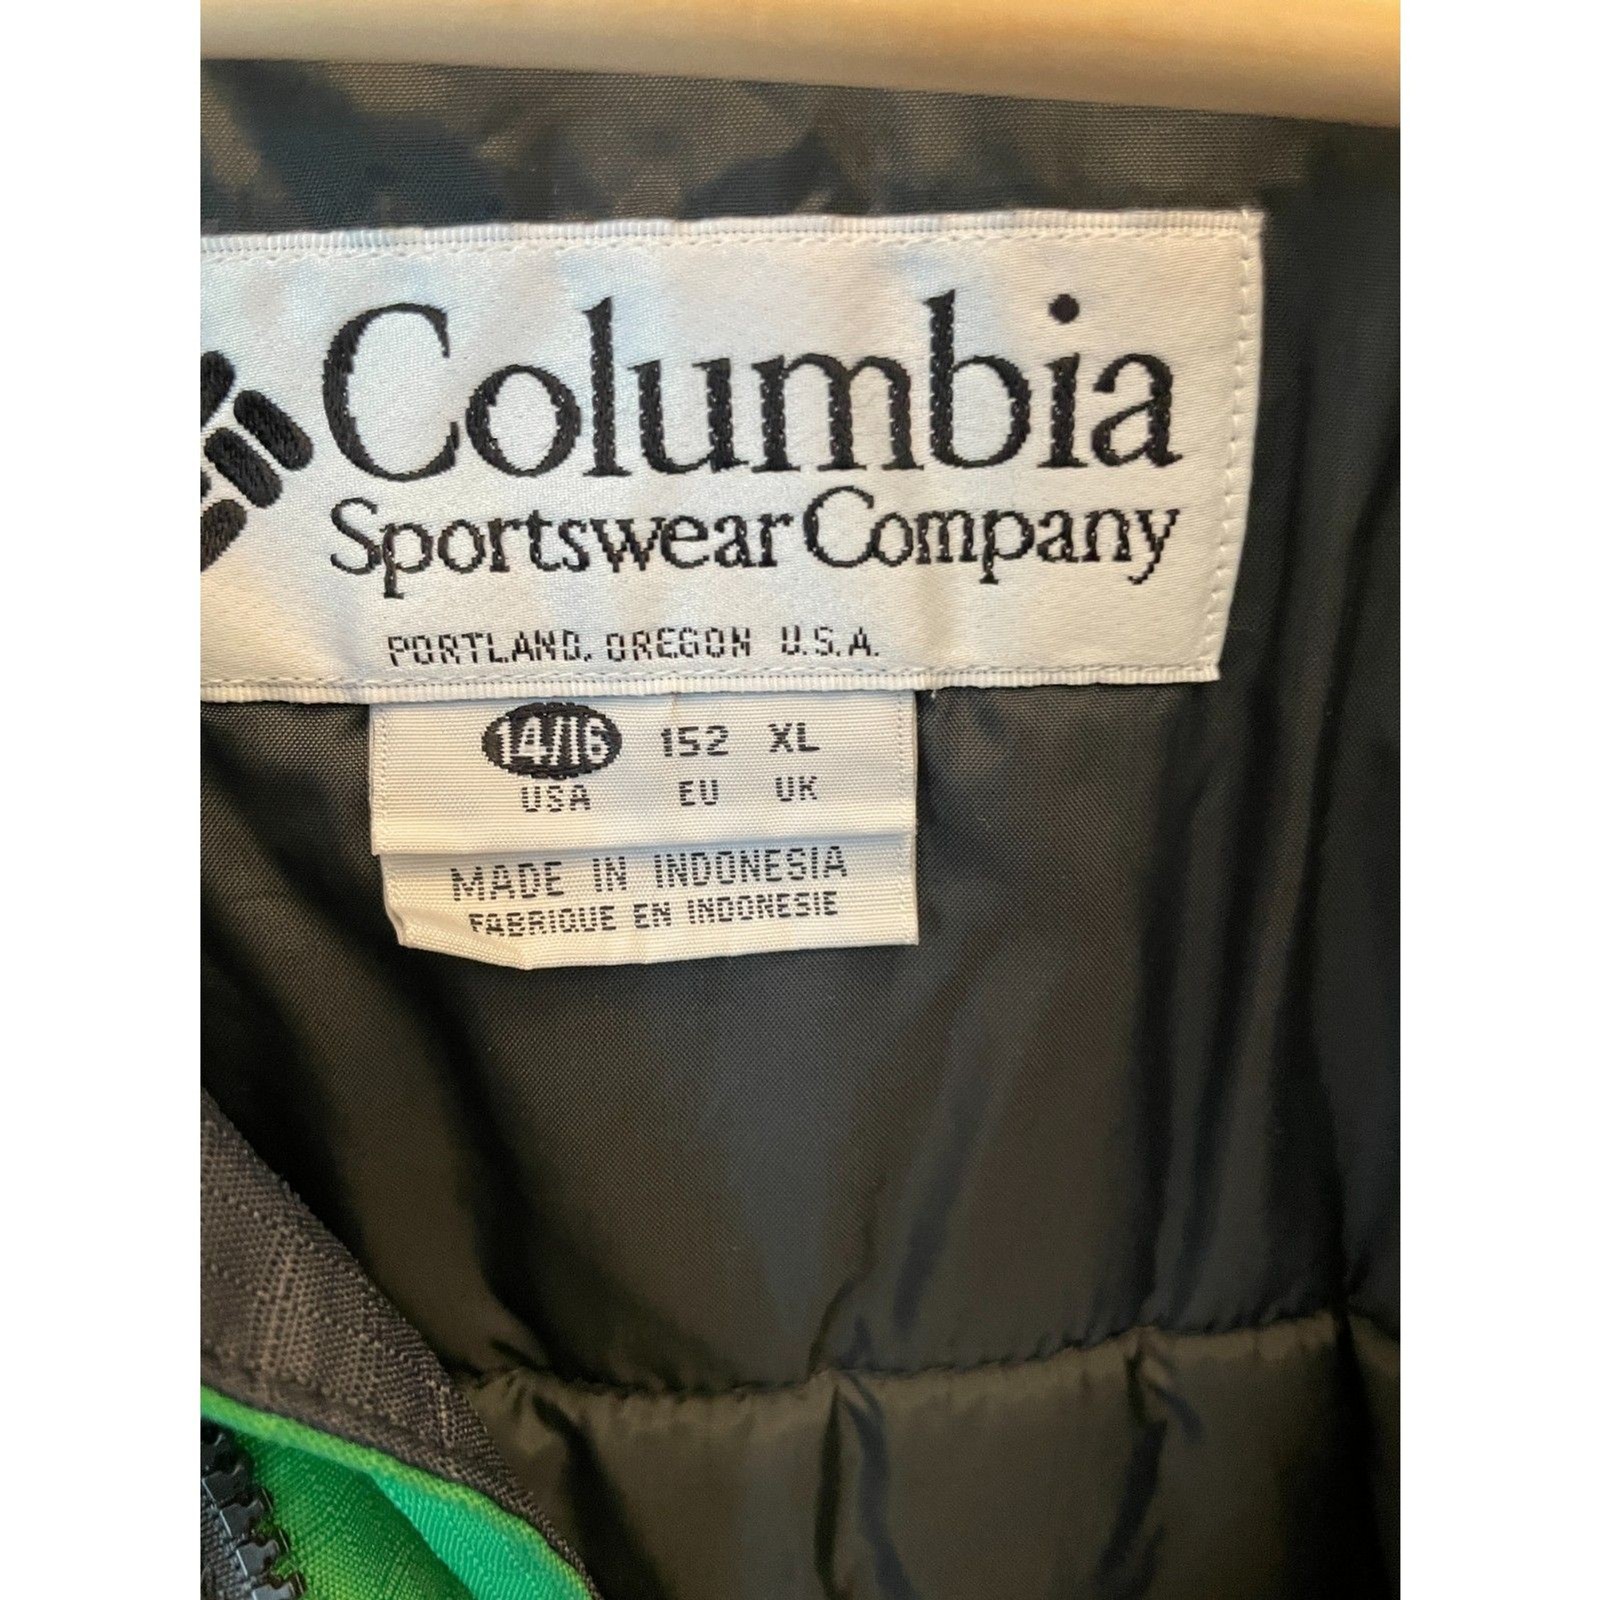 Columbia
Sportswear Company
PORTLAND, OREGON U.S.A.
14/16 152 XL
USA EU UK
MADE IN INDONESIA
FABRIQUE EN INDONESIE